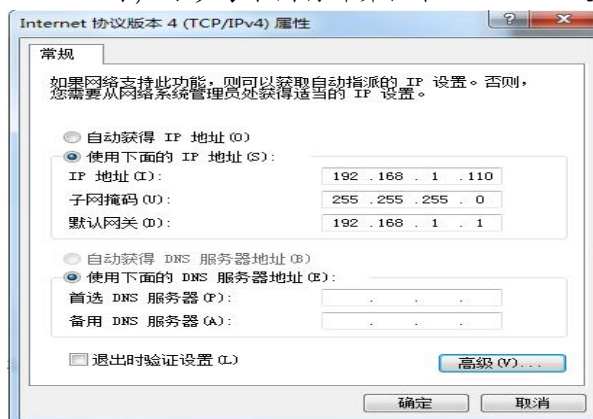 Internet 协议版本 4 (TCP/IPv4) 属性
常规
如果网络支持此功能，则可以获取自动指派的 IP 设置。否则，
您需要从网络系统管理员处获得适当的 IP 设置。
自动获得 IP 地址(O)
使用下面的 IP 地址(S):
IP 地址(I): 192 .168 . 1 .110
子网掩码(U): 255 .255 .255 . 0
默认网关(D): 192 .168 . 1 . 1
自动获得 DNS 服务器地址(B)
使用下面的 DNS 服务器地址(E):
首选 DNS 服务器(P): . . .
备用 DNS 服务器(A): . . .
退出时验证设置(L)
高级(V)...
确定 取消